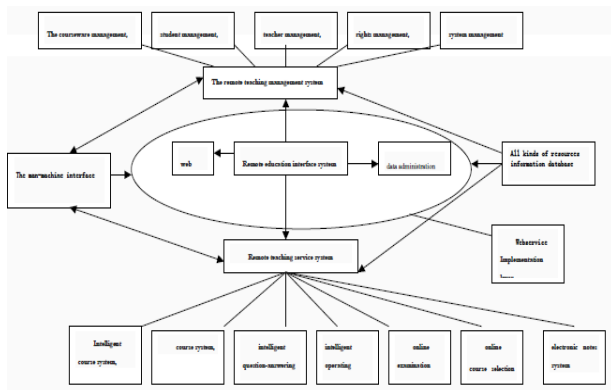 The courseware management,
student management,
teacher management,
rights management,
system management
The remote teaching management system
web
Remote education interface system
data administration
All kinds of resources
information database
The man-machine interface
Implementation
Remote teaching service system
Intelligent
course system,
course system,
intelligent
question-answering
intelligent
operating
online
examination
online
course selection
electronic notes
system